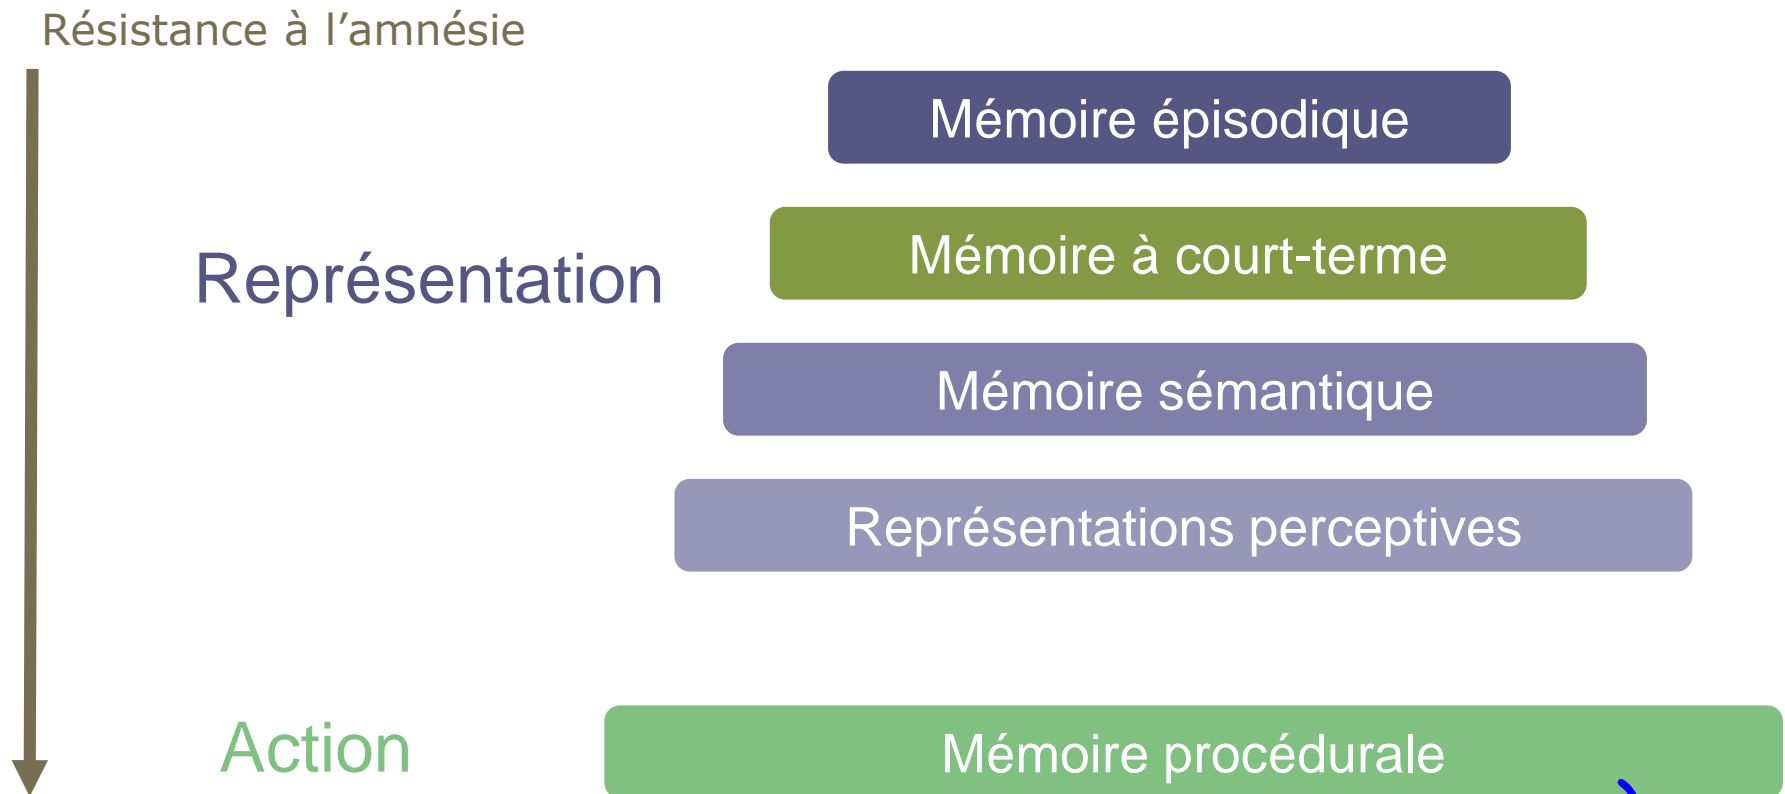 Résistance à l’amnésie
Mémoire épisodique
Mémoire à court-terme
Représentation
Mémoire sémantique
Représentations perceptives
Action
Mémoire procédurale